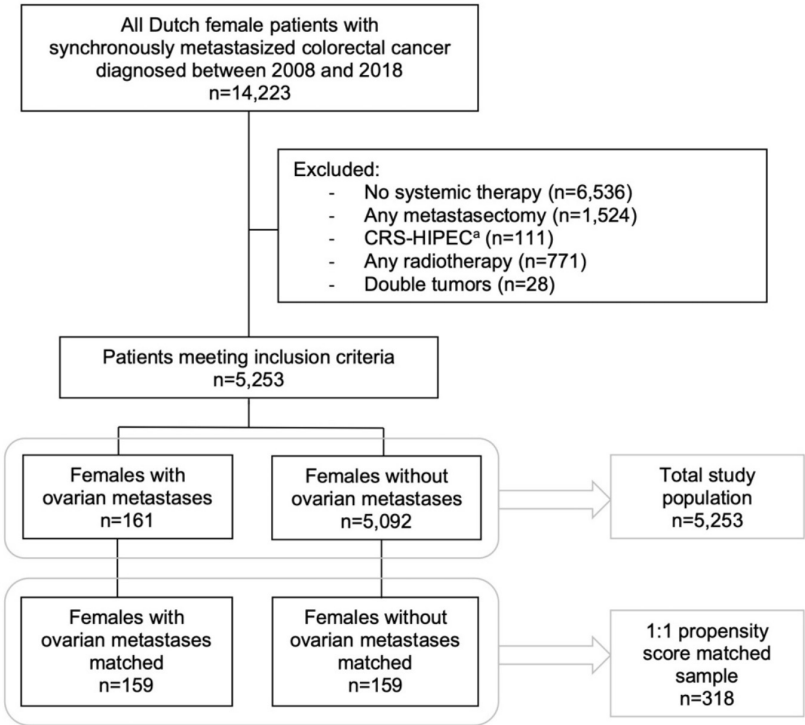 All Dutch female patients with
synchronously metastasized colorectal cancer
diagnosed between 2008 and 2018
n=14,223
Excluded:
- No systemic therapy (n=6,536)
- Any metastasectomy (n=1,524)
- CRS-HIPECᵃ (n=111)
- Any radiotherapy (n=771)
- Double tumors (n=28)
Patients meeting inclusion criteria
n=5,253
Females with
ovarian metastases
n=161
Females without
ovarian metastases
n=5,092
Total study
population
n=5,253
Females with
ovarian metastases
matched
n=159
Females without
ovarian metastases
matched
n=159
1:1 propensity
score matched
sample
n=318